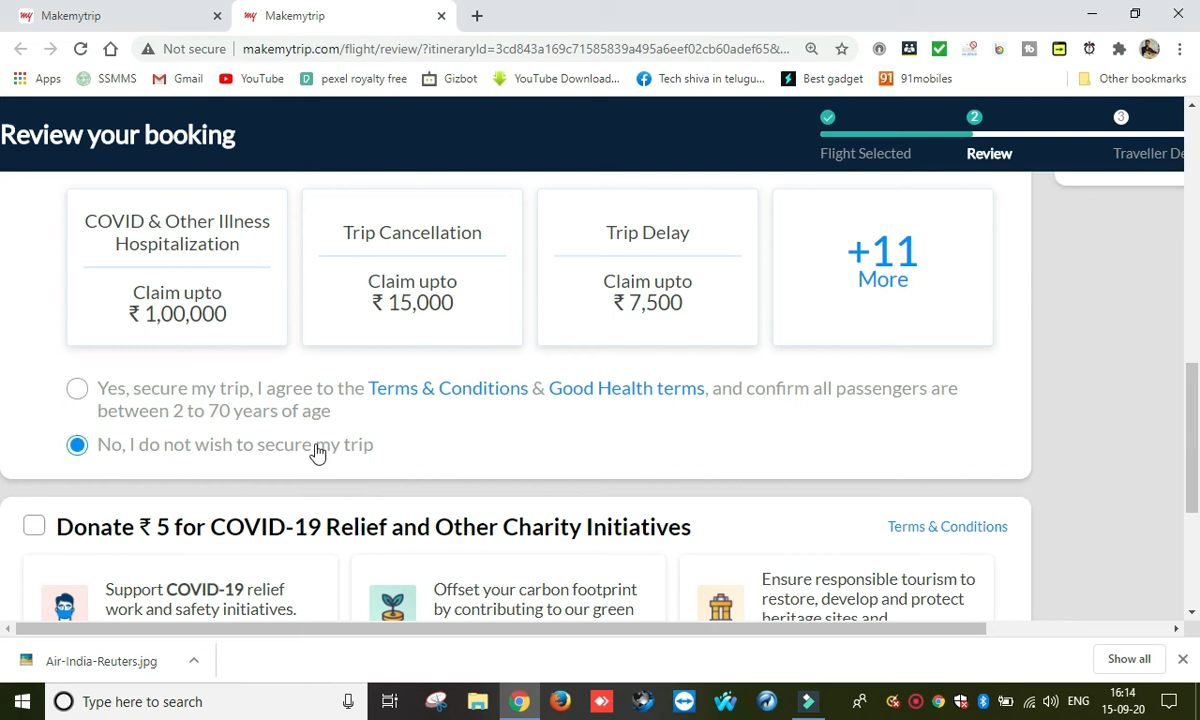 Makemytrip
Makemytrip
Not secure
makemytrip.com/flight/review/?itineraryId=3cd843a169c71585839a495a6eef02cb60adef65&...
Apps
SSMMS
Gmail
YouTube
pexel royalty free
Gizbot
YouTube Download...
Tech shiva in telugu...
Best gadget
91mobiles
Other bookmarks
Review your booking
2
3
Flight Selected
Review
Traveller De
COVID & Other Illness
Hospitalization
Claim upto
₹ 1,00,000
Trip Cancellation
Claim upto
₹ 15,000
Trip Delay
Claim upto
₹ 7,500
+11
More
Yes, secure my trip, I agree to the Terms & Conditions & Good Health terms, and confirm all passengers are
between 2 to 70 years of age
No, I do not wish to secure my trip
Donate ₹ 5 for COVID-19 Relief and Other Charity Initiatives
Terms & Conditions
Support COVID-19 relief
work and safety initiatives.
Offset your carbon footprint
by contributing to our green
Ensure responsible tourism to
restore, develop and protect
heritage sites and
Air-India-Reuters.jpg
Show all
Type here to search
ENG
16:14
15-09-20